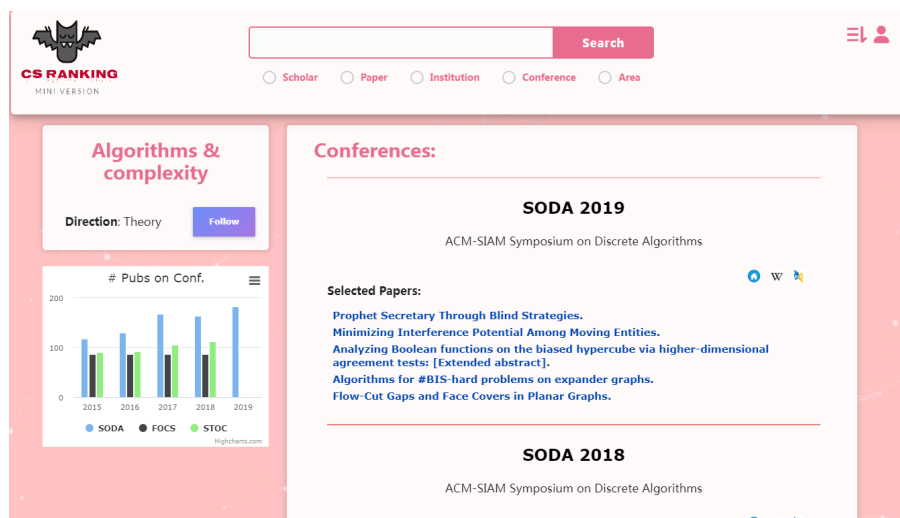 Search
CS RANKING
MINI VERSION
Scholar Paper Institution Conference Area
Algorithms &
complexity
Direction: Theory
Follow
# Pubs on Conf.
200
100
0
2015 2016 2017 2018 2019
SODA FOCS STOC
Highcharts.com
Conferences:
SODA 2019
ACM-SIAM Symposium on Discrete Algorithms
W
Selected Papers:
Prophet Secretary Through Blind Strategies.
Minimizing Interference Potential Among Moving Entities.
Analyzing Boolean functions on the biased hypercube via higher-dimensional
agreement tests: [Extended abstract].
Algorithms for #BIS-hard problems on expander graphs.
Flow-Cut Gaps and Face Covers in Planar Graphs.
SODA 2018
ACM-SIAM Symposium on Discrete Algorithms